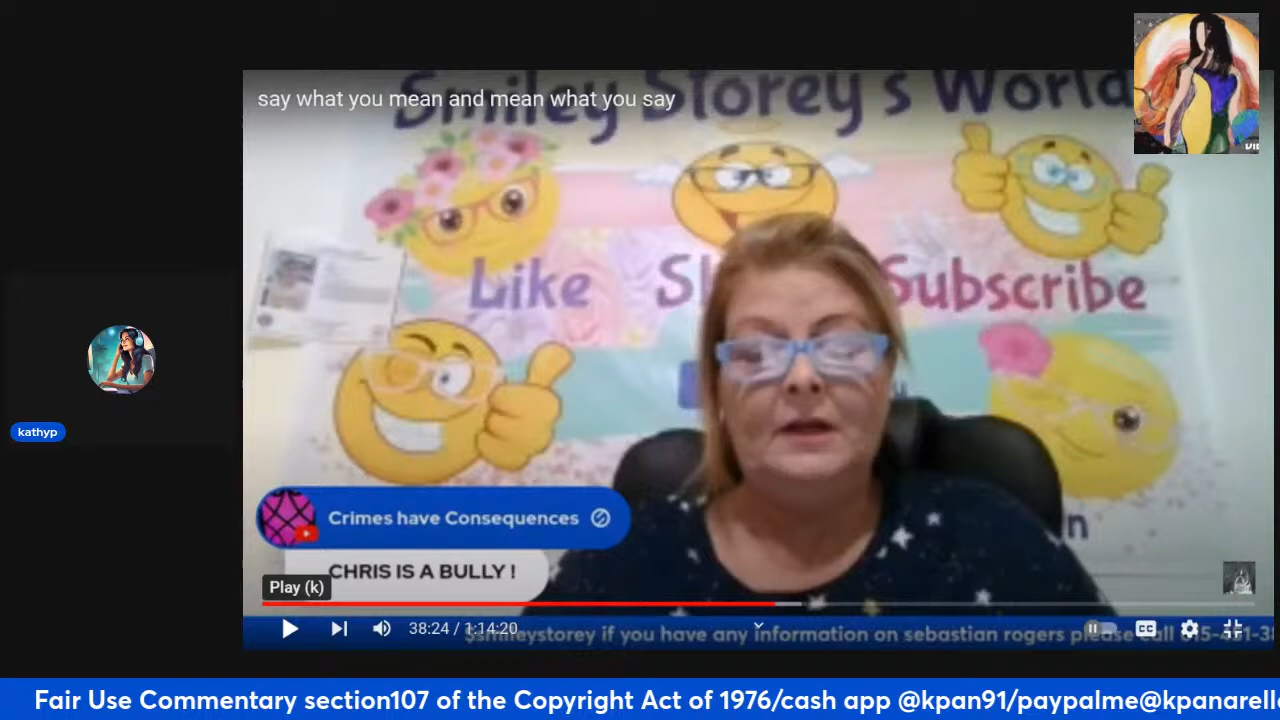 Smiley Storey's World
say what you mean and mean what you say
Like
Subscribe
kathyp
Crimes have Consequences
CHRIS IS A BULLY !
Play (k)
38:24 / 1:14:20
CC
$smileystorey if you have any information on sebastian rogers please call
Fair Use Commentary section107 of the Copyright Act of 1976/cash app @kpan91/paypalme@kpanarell